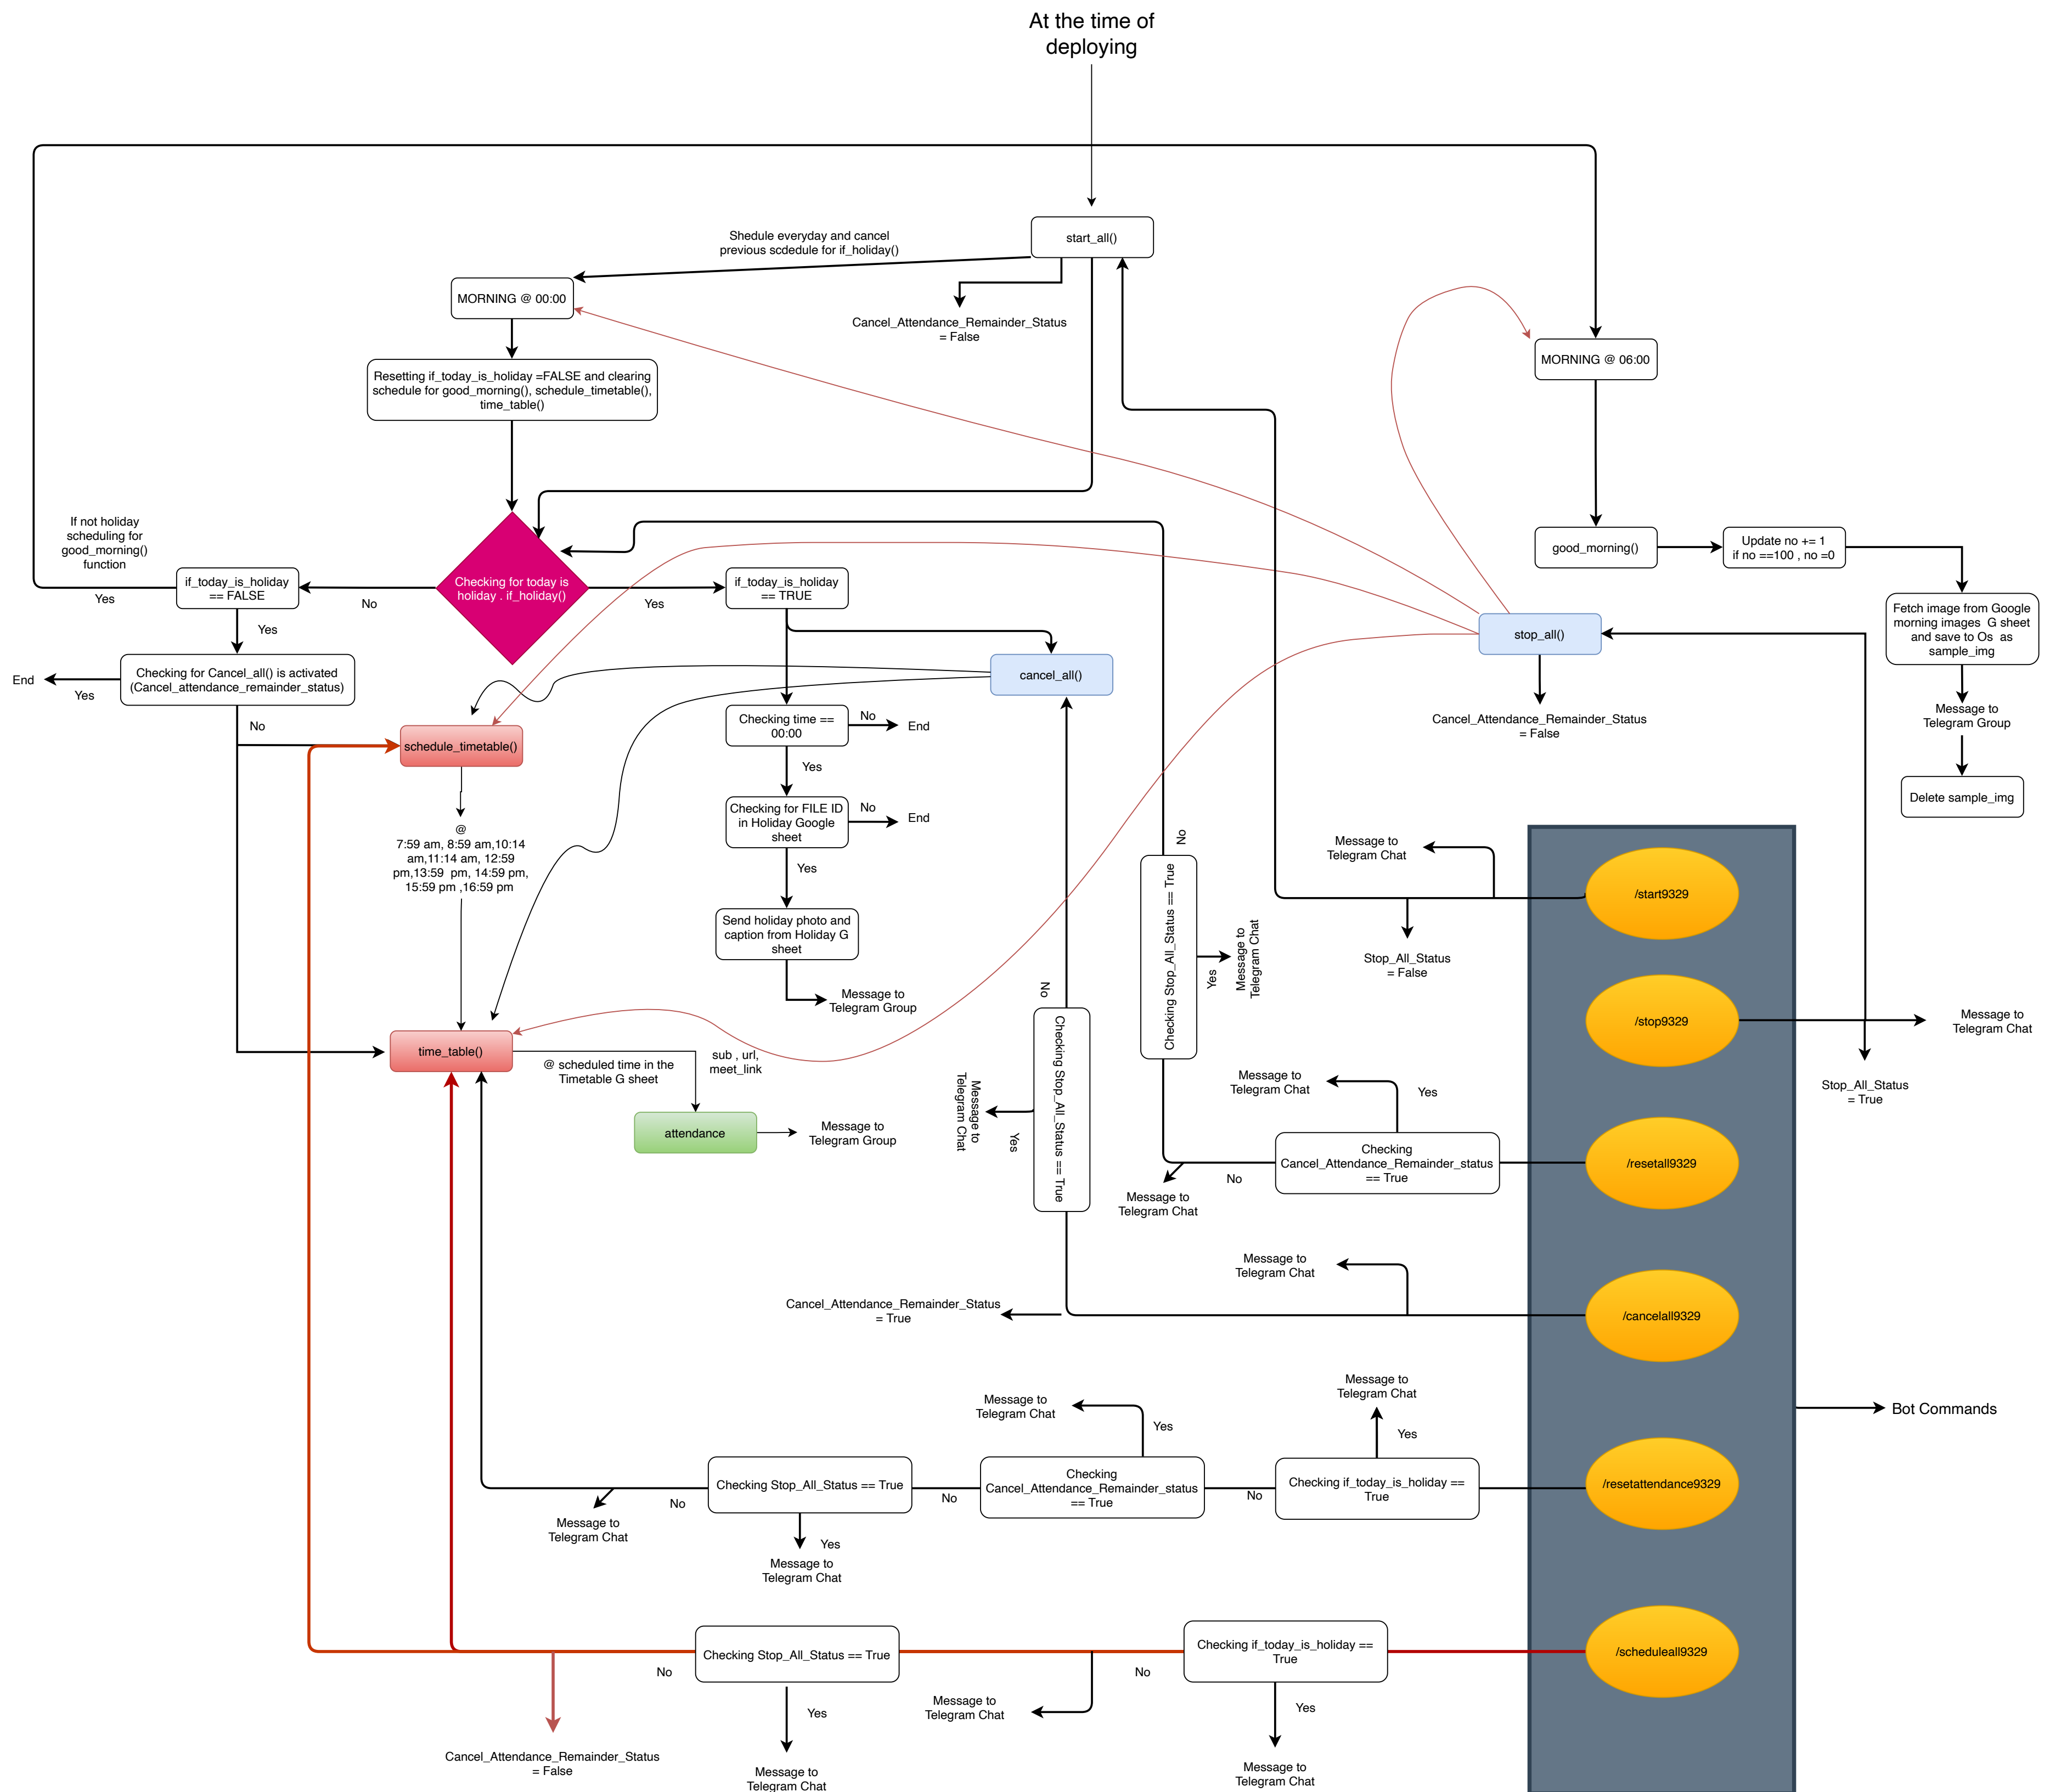 At the time of
deploying
start_all()
Shedule everyday and cancel
previous scdedule for if_holiday()
MORNING @ 00:00
Cancel_Attendance_Remainder_Status
= False
Resetting if_today_is_holiday =FALSE and clearing
schedule for good_morning(), schedule_timetable(),
time_table()
MORNING @ 06:00
If not holiday
scheduling for
good_morning()
function
good_morning()
Update no += 1
if no ==100 , no =0
if_today_is_holiday
== FALSE
Checking for today is
holiday . if_holiday()
if_today_is_holiday
== TRUE
Yes
No
Yes
Fetch image from Google
morning images  G sheet
and save to Os  as
sample_img
stop_all()
Yes
End
Checking for Cancel_all() is activated
(Cancel_attendance_remainder_status)
Yes
cancel_all()
No
schedule_timetable()
Checking time ==
00:00
No
End
Cancel_Attendance_Remainder_Status
= False
Message to
Telegram Group
Yes
Delete sample_img
@
7:59 am, 8:59 am,10:14
am,11:14 am, 12:59
pm,13:59  pm, 14:59 pm,
15:59 pm ,16:59 pm
Checking for FILE ID
in Holiday Google
sheet
No
End
Yes
No
Message to
Telegram Chat
/start9329
Send holiday photo and
caption from Holiday G
sheet
Checking Stop_All_Status == True
Yes
Message to
Telegram Chat
Stop_All_Status
= False
Message to
Telegram Group
No
/stop9329
Message to
Telegram Chat
time_table()
@ scheduled time in the
Timetable G sheet
sub , url,
meet_link
Checking Stop_All_Status == True
Message to
Telegram Chat
Yes
Message to
Telegram Chat
Yes
Stop_All_Status
= True
attendance
Message to
Telegram Group
Checking
Cancel_Attendance_Remainder_status
== True
/resetall9329
No
Message to
Telegram Chat
Message to
Telegram Chat
Cancel_Attendance_Remainder_Status
= True
/cancelall9329
Message to
Telegram Chat
Message to
Telegram Chat
Yes
Yes
Bot Commands
Checking Stop_All_Status == True
Checking
Cancel_Attendance_Remainder_status
== True
Checking if_today_is_holiday ==
True
/resetattendance9329
No
No
No
Message to
Telegram Chat
Yes
Message to
Telegram Chat
Checking Stop_All_Status == True
Checking if_today_is_holiday ==
True
/scheduleall9329
No
No
Message to
Telegram Chat
Yes
Yes
Cancel_Attendance_Remainder_Status
= False
Message to
Telegram Chat
Message to
Telegram Chat